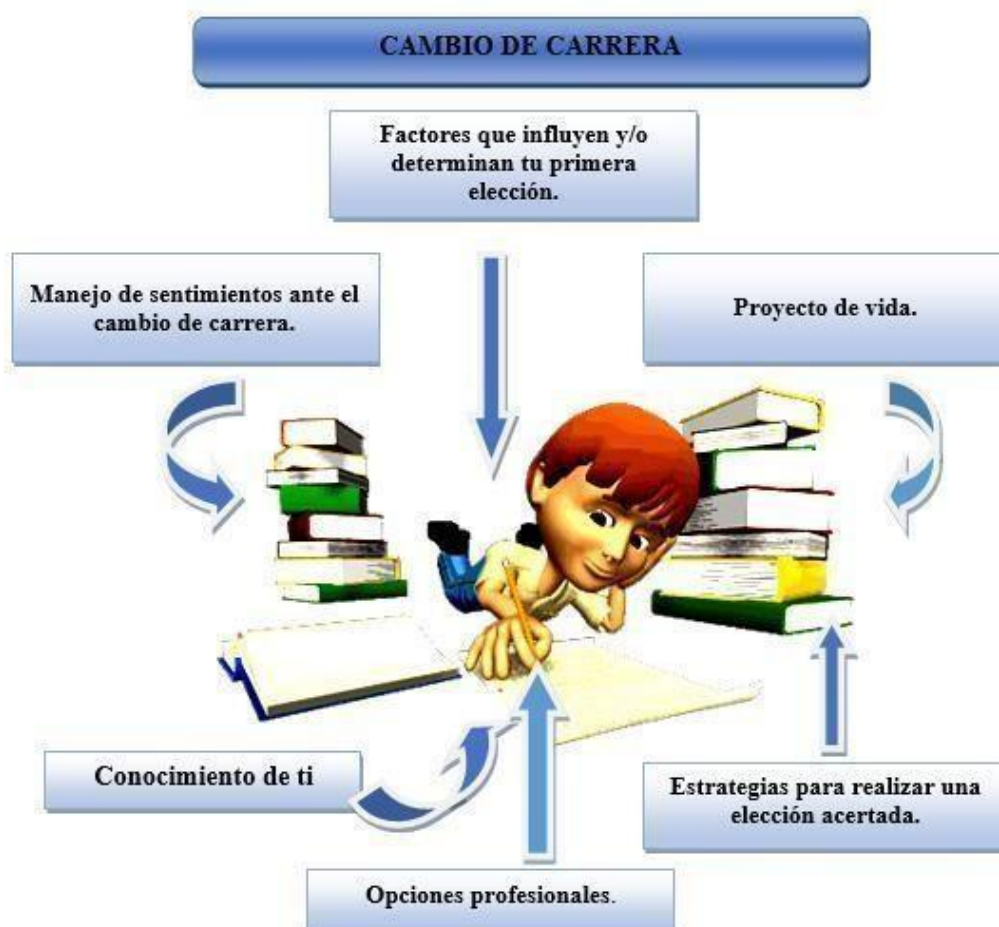 CAMBIO DE CARRERA
Factores que influyen y/o
determinan tu primera
elección.
Manejo de sentimientos ante el
cambio de carrera.
Proyecto de vida.
Conocimiento de ti
Estrategias para realizar una
elección acertada.
Opciones profesionales.